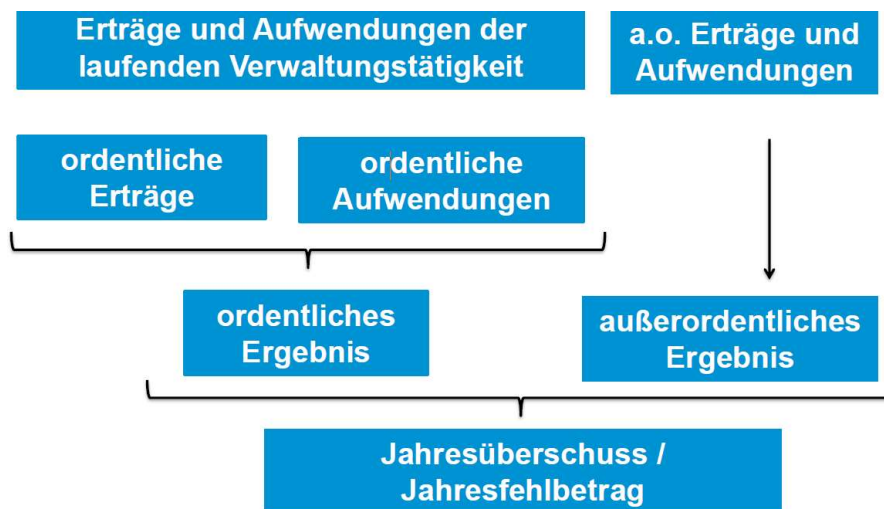 Erträge und Aufwendungen der
laufenden Verwaltungstätigkeit
a.o. Erträge und
Aufwendungen
ordentliche
Erträge
ordentliche
Aufwendungen
ordentliches
Ergebnis
außerordentliches
Ergebnis
Jahresüberschuss /
Jahresfehlbetrag